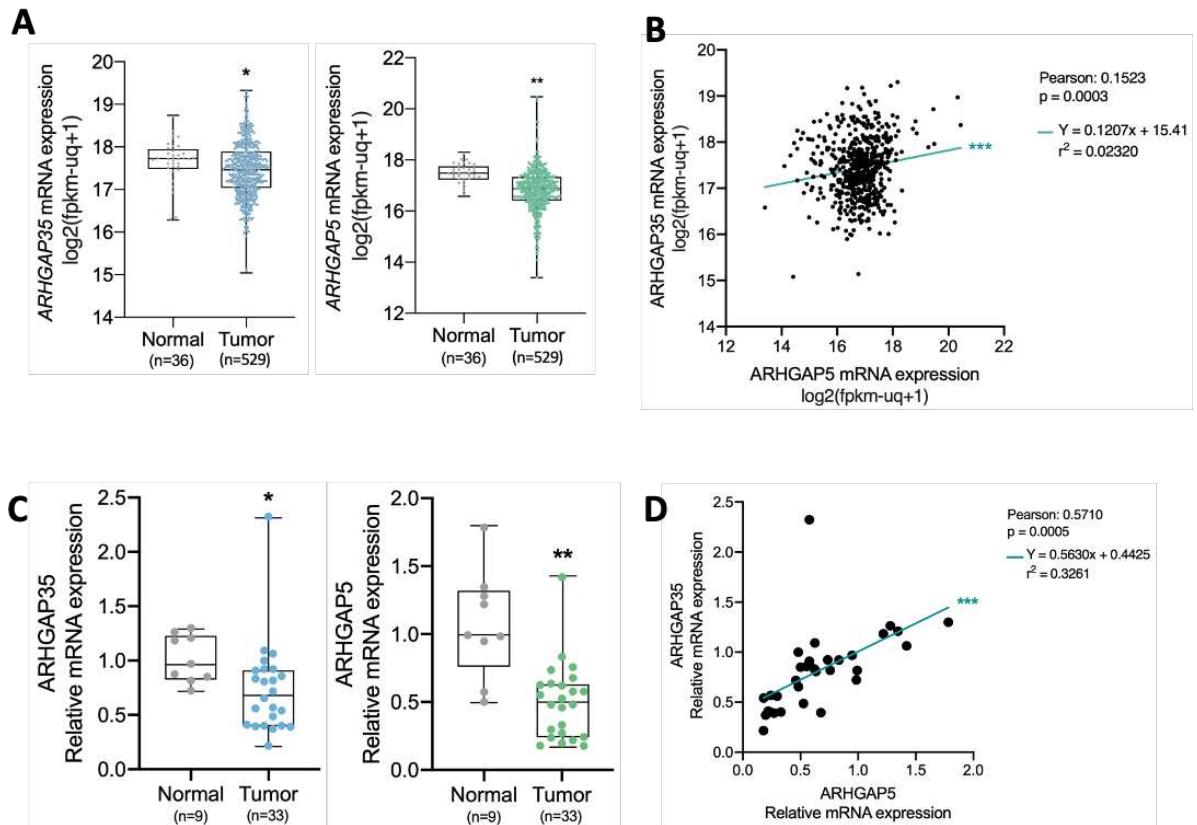 A
ARHGAP35 mRNA expression
log2(fpkm-uq+1)
20
19
18
17
16
15
14
*
Normal
(n=36)
Tumor
(n=529)
ARHGAP5 mRNA expression
log2(fpkm-uq+1)
22
20
18
16
14
12
**
Normal
(n=36)
Tumor
(n=529)
B
ARHGAP35 mRNA expression
log2(fpkm-uq+1)
20
19
18
17
16
15
14
12 14 16 18 20 22
ARHGAP5 mRNA expression
log2(fpkm-uq+1)
Pearson: 0.1523
p = 0.0003
Y = 0.1207x + 15.41
r² = 0.02320
***
C
ARHGAP35
Relative mRNA expression
2.5
2.0
1.5
1.0
0.5
0.0
*
Normal
(n=9)
Tumor
(n=33)
ARHGAP5
Relative mRNA expression
2.0
1.5
1.0
0.5
0.0
**
Normal
(n=9)
Tumor
(n=33)
D
ARHGAP35
Relative mRNA expression
2.5
2.0
1.5
1.0
0.5
0.0
0.0 0.5 1.0 1.5 2.0
ARHGAP5
Relative mRNA expression
Pearson: 0.5710
p = 0.0005
Y = 0.5630x + 0.4425
r² = 0.3261
***